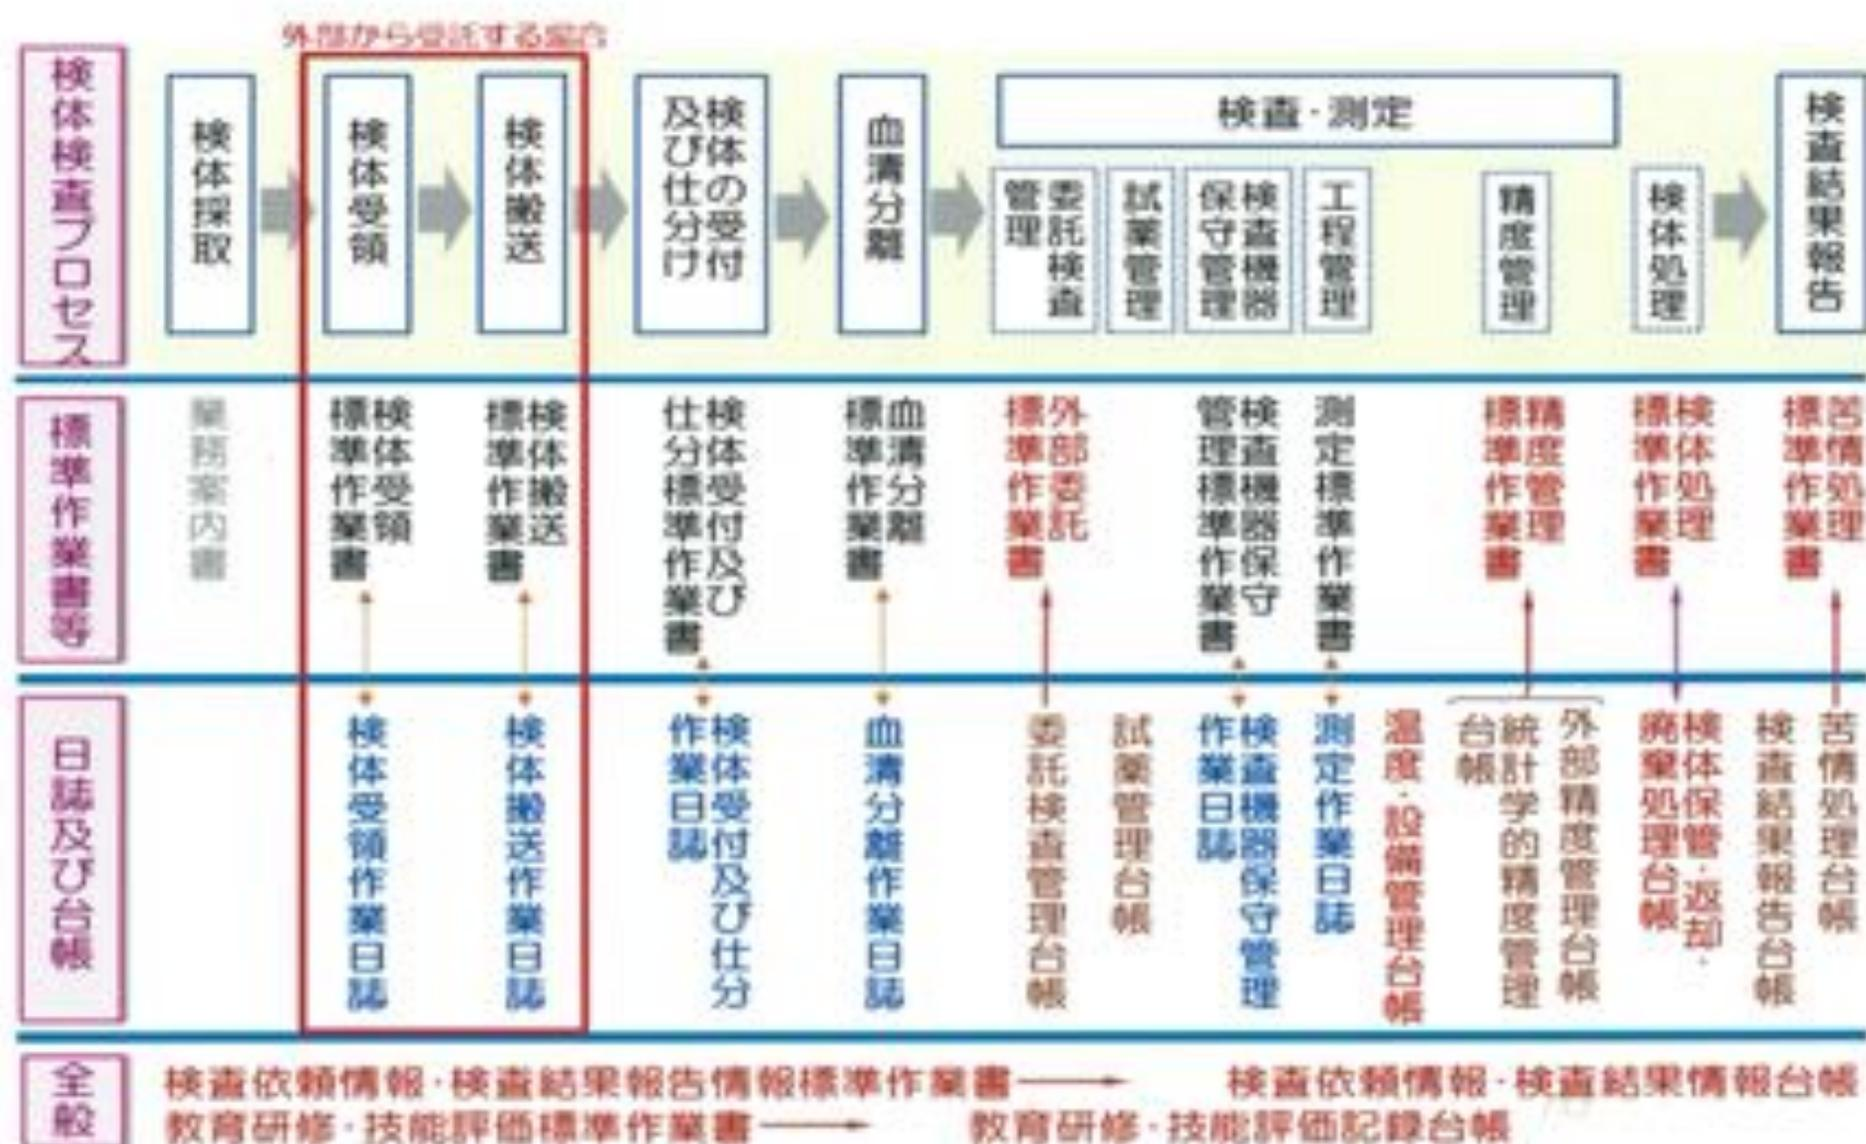 外部から受託する場合
検体検査プロセス
検体採取
検体受領
検体搬送
検体の受付
及び仕分け
血清分離
検査・測定
委託検査
管理
試薬管理
検査機器
保守管理
工程管理
精度管理
検体処理
検査結果報告
標準作業書等
業務案内書
検体受領
標準作業書
検体搬送
標準作業書
検体受付及び
仕分標準作業書
血清分離
標準作業書
外部委託
標準作業書
検査機器保守
管理標準作業書
測定標準作業書
精度管理
標準作業書
検体処理
標準作業書
苦情処理
標準作業書
日誌及び台帳
検体受領作業日誌
検体搬送作業日誌
検体受付及び仕分
作業日誌
血清分離作業日誌
委託検査管理台帳
試薬管理台帳
検査機器保守管理
作業日誌
測定作業日誌
温度・設備管理台帳
統計学的精度管理
台帳
外部精度管理台帳
検体保管・返却・
廃棄処理台帳
検査結果報告台帳
苦情処理台帳
全般
検査依頼情報・検査結果報告情報標準作業書
検査依頼情報・検査結果情報台帳
教育研修・技能評価標準作業書
教育研修・技能評価記録台帳